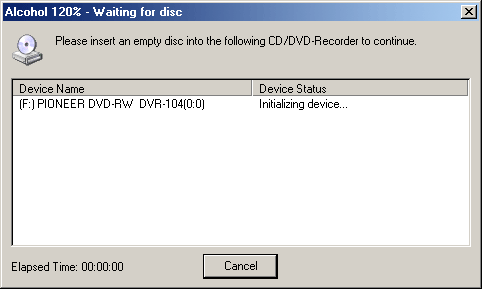 Alcohol 120% - Waiting for disc
Please insert an empty disc into the following CD/DVD-Recorder to continue.
Device Name Device Status
(F:) PIONEER DVD-RW DVR-104(0:0) Initializing device...
Elapsed Time: 00:00:00 Cancel